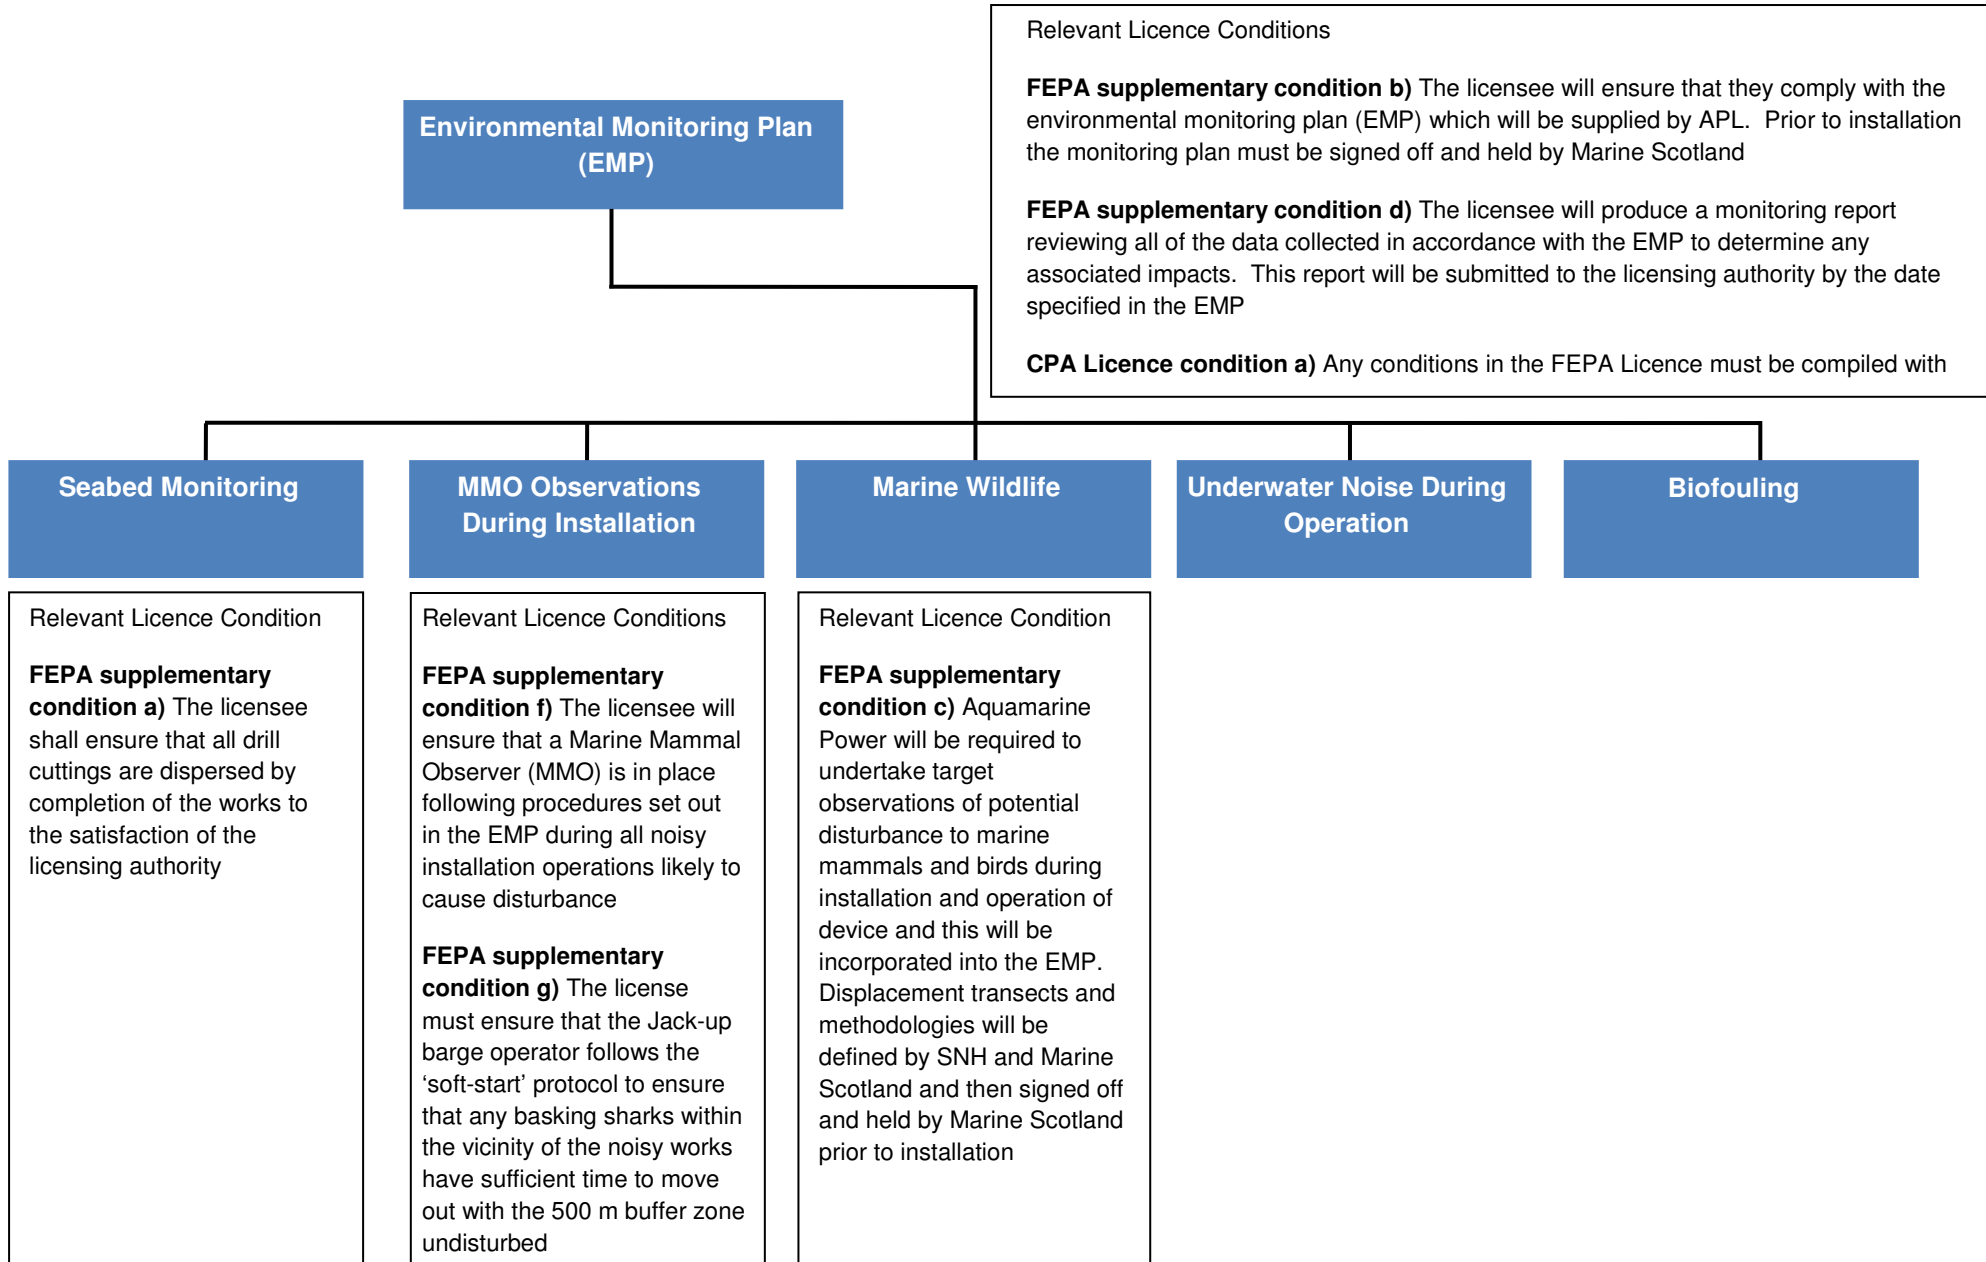 Relevant Licence Conditions
FEPA supplementary condition b) The licensee will ensure that they comply with the
environmental monitoring plan (EMP) which will be supplied by APL.  Prior to installation
the monitoring plan must be signed off and held by Marine Scotland
FEPA supplementary condition d) The licensee will produce a monitoring report
reviewing all of the data collected in accordance with the EMP to determine any
associated impacts.  This report will be submitted to the licensing authority by the date
specified in the EMP
CPA Licence condition a) Any conditions in the FEPA Licence must be compiled with
Environmental Monitoring Plan
(EMP)
Seabed Monitoring
Relevant Licence Condition
FEPA supplementary
condition a) The licensee
shall ensure that all drill
cuttings are dispersed by
completion of the works to
the satisfaction of the
licensing authority
MMO Observations
During Installation
Relevant Licence Conditions
FEPA supplementary
condition f) The licensee will
ensure that a Marine Mammal
Observer (MMO) is in place
following procedures set out
in the EMP during all noisy
installation operations likely to
cause disturbance
FEPA supplementary
condition g) The license
must ensure that the Jack-up
barge operator follows the
‘soft-start’ protocol to ensure
that any basking sharks within
the vicinity of the noisy works
have sufficient time to move
out with the 500 m buffer zone
undisturbed
Marine Wildlife
Relevant Licence Condition
FEPA supplementary
condition c) Aquamarine
Power will be required to
undertake target
observations of potential
disturbance to marine
mammals and birds during
installation and operation of
device and this will be
incorporated into the EMP.
Displacement transects and
methodologies will be
defined by SNH and Marine
Scotland and then signed off
and held by Marine Scotland
prior to installation
Underwater Noise During
Operation
Biofouling